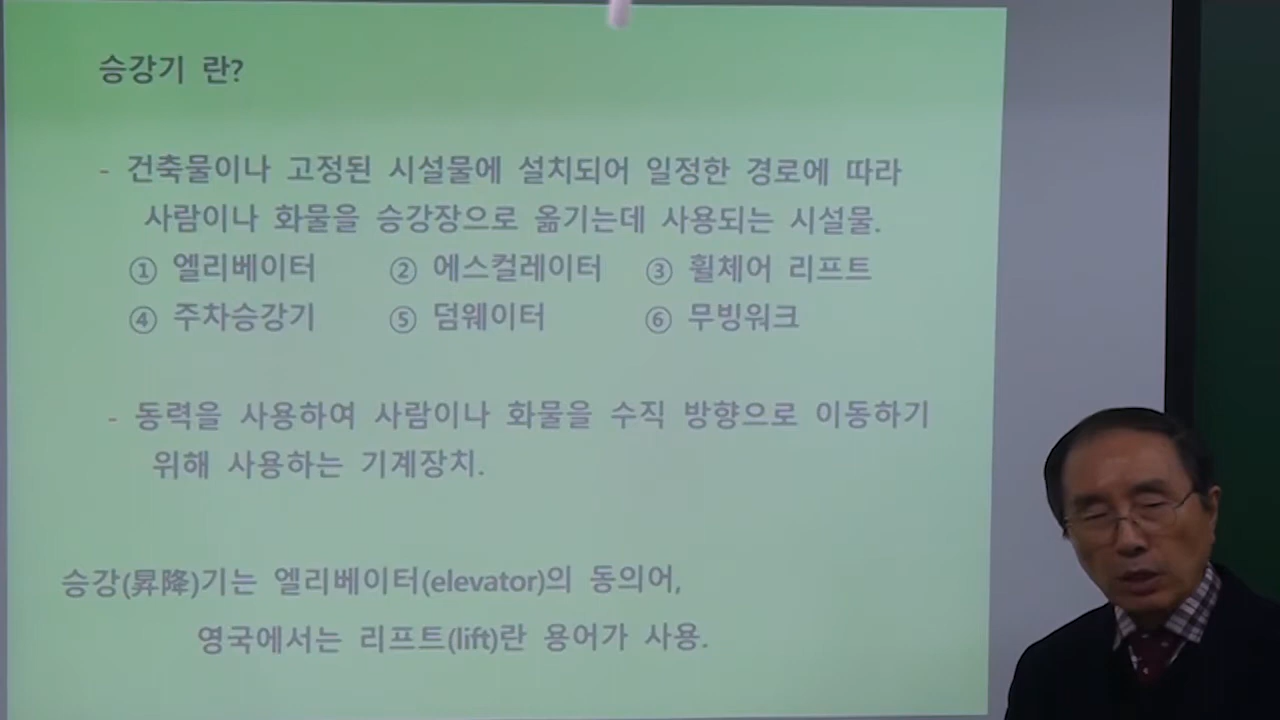 승강기 란?
- 건축물이나 고정된 시설물에 설치되어 일정한 경로에 따라
사람이나 화물을 승강장으로 옮기는데 사용되는 시설물.
① 엘리베이터 ② 에스컬레이터 ③ 휠체어 리프트
④ 주차승강기 ⑤ 덤웨이터 ⑥ 무빙워크
- 동력을 사용하여 사람이나 화물을 수직 방향으로 이동하기
위해 사용하는 기계장치.
승강(昇降)기는 엘리베이터(elevator)의 동의어,
영국에서는 리프트(lift)란 용어가 사용.